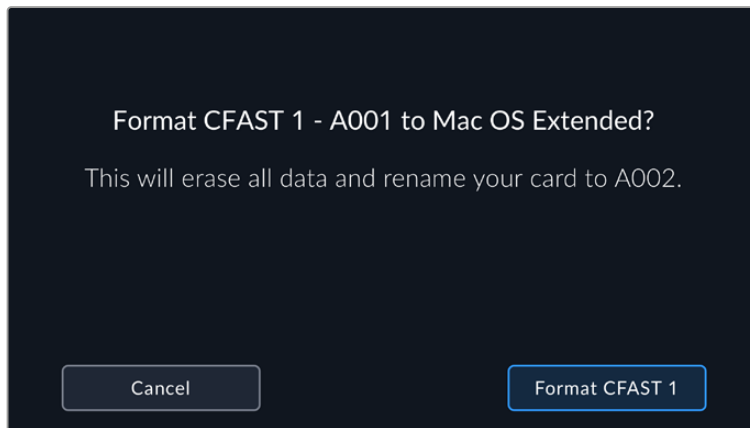 Format CFAST 1 - A001 to Mac OS Extended?
This will erase all data and rename your card to A002.
Cancel
Format CFAST 1